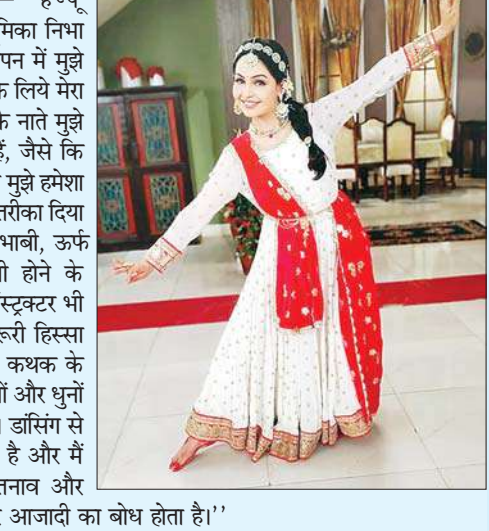 मिका निभा
पन में मुझे
लिये मेरा
के नाते मुझे
हैं, जैसे कि
मुझे हमेशा
तरीका दिया
भाबी, ऊर्फ
होने के
स्ट्रक्टर भी
रूरी हिस्सा
कथक के
और धुनों
डांसिंग से
है और मैं
तनाव और
आजादी का बोध होता है।’’